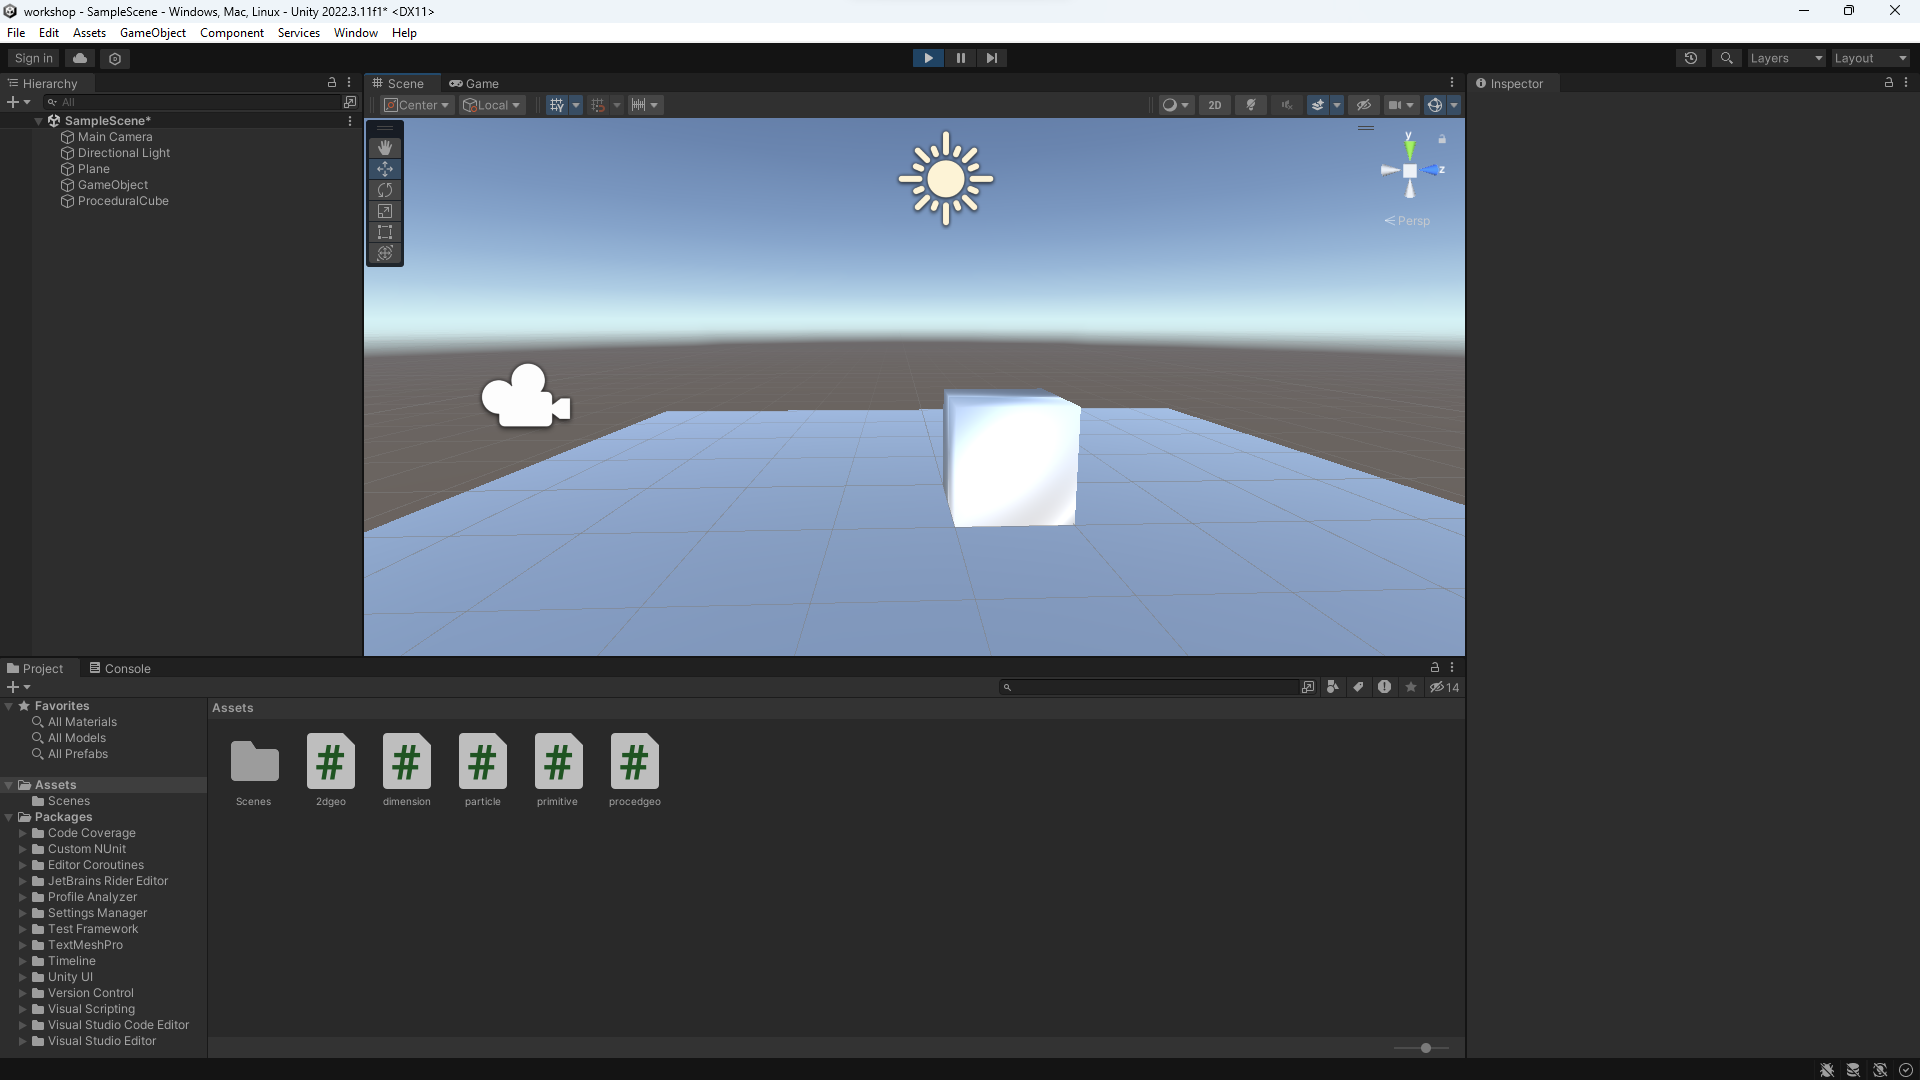 workshop - SampleScene - Windows, Mac, Linux - Unity 2022.3.11f1* <DX11>
File Edit Assets GameObject Component Services Window Help
Sign in
Layers Layout
Hierarchy
All
SampleScene*
Main Camera
Directional Light
Plane
GameObject
ProceduralCube
Scene Game
Center Local 2D
y
z
Persp
Inspector
Project Console
14
Favorites
All Materials
All Models
All Prefabs
Assets
Scenes
Packages
Code Coverage
Custom NUnit
Editor Coroutines
JetBrains Rider Editor
Profile Analyzer
Settings Manager
Test Framework
TextMeshPro
Timeline
Unity UI
Version Control
Visual Scripting
Visual Studio Code Editor
Visual Studio Editor
Assets
# # # # #
Scenes 2dgeo dimension particle primitive procedgeo